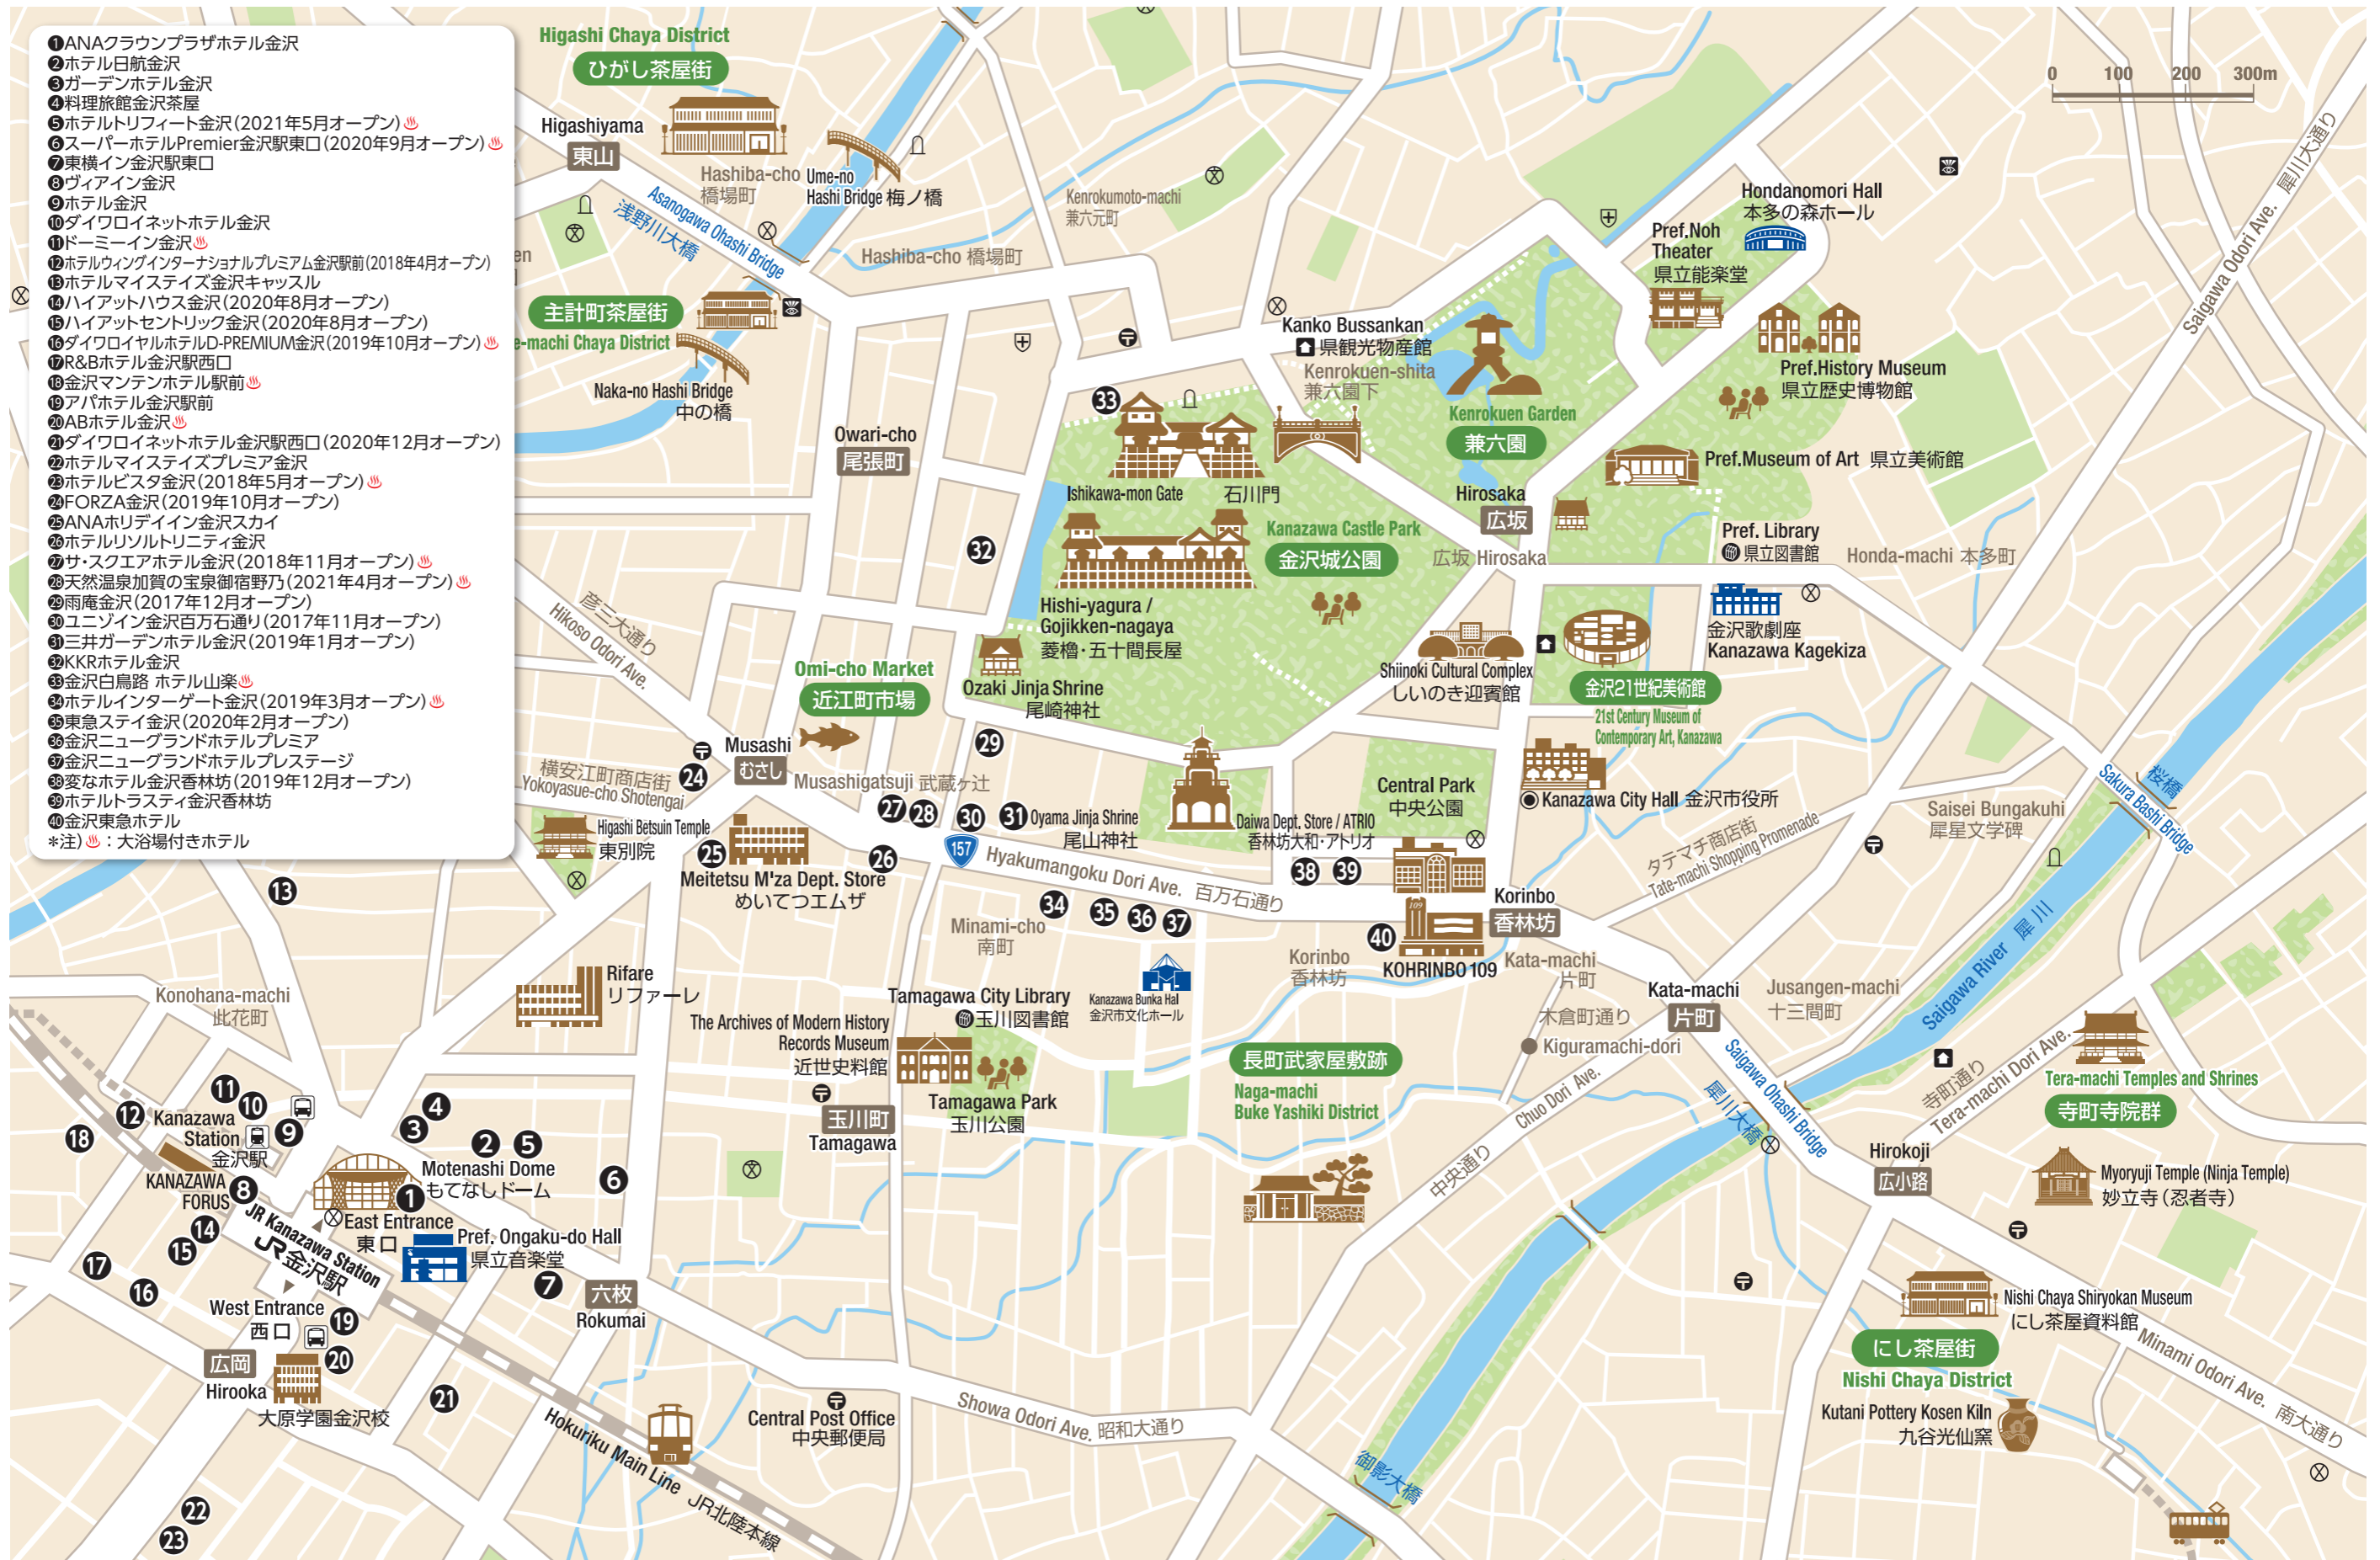 ❶ANAクラウンプラザホテル金沢
❷ホテル日航金沢
❸ガーデンホテル金沢
❹料理旅館金沢茶屋
❺ホテルトリフィート金沢(2021年5月オープン)♨
❻スーパーホテルPremier金沢駅東口(2020年9月オープン)♨
❼東横イン金沢駅東口
❽ヴィアイン金沢
❾ホテル金沢
❿ダイワロイネットホテル金沢
⓫ドーミーイン金沢♨
⓬ホテルウィングインターナショナルプレミアム金沢駅前(2018年4月オープン)
⓭ホテルマイステイズ金沢キャッスル
⓮ハイアットハウス金沢(2020年8月オープン)
⓯ハイアットセントリック金沢(2020年8月オープン)
⓰ダイワロイヤルホテルD-PREMIUM金沢(2019年10月オープン)♨
⓱R&Bホテル金沢駅西口
⓲金沢マンテンホテル駅前♨
⓳アパホテル金沢駅前
⓴ABホテル金沢♨
㉑ダイワロイネットホテル金沢駅西口(2020年12月オープン)
㉒ホテルマイステイズプレミア金沢
㉓ホテルビスタ金沢(2018年5月オープン)♨
㉔FORZA金沢(2019年10月オープン)
㉕ANAホリデイイン金沢スカイ
㉖ホテルリソルトリニティ金沢
㉗サ・スクエアホテル金沢(2018年11月オープン)♨
㉘天然温泉加賀の宝泉御宿野乃(2021年4月オープン)♨
㉙雨庵金沢(2017年12月オープン)
㉚ユニゾイン金沢百万石通り(2017年11月オープン)
㉛三井ガーデンホテル金沢(2019年1月オープン)
㉜KKRホテル金沢
㉝金沢白鳥路 ホテル山楽♨
㉞ホテルインターゲート金沢(2019年3月オープン)♨
㉟東急ステイ金沢(2020年2月オープン)
㊱金沢ニューグランドホテルプレミア
㊲金沢ニューグランドホテルプレステージ
㊳変なホテル金沢香林坊(2019年12月オープン)
㊴ホテルトラスティ金沢香林坊
㊵金沢東急ホテル
*注)♨:大浴場付きホテル
Higashi Chaya District
ひがし茶屋街
Higashiyama
東山
Hashiba-cho
橋場町
Ume-no
Hashi Bridge 梅ノ橋
Asanogawa Ohashi Bridge
浅野川大橋
Hashiba-cho 橋場町
en
主計町茶屋街
e-machi Chaya District
Naka-no Hashi Bridge
中の橋
Kenrokumoto-machi
兼六元町
0 100 200 300m
Saigawa Odori Ave. 犀川大通り
Hondanomori Hall
本多の森ホール
Pref.Noh
Theater
県立能楽堂
Pref.History Museum
県立歴史博物館
Kanko Bussankan
県観光物産館
Kenrokuen-shita
兼六園下
Kenrokuen Garden
兼六園
Pref.Museum of Art 県立美術館
Hirosaka
広坂
広坂 Hirosaka
Pref. Library
県立図書館
Honda-machi 本多町
金沢歌劇座
Kanazawa Kagekiza
Owari-cho
尾張町
33
Ishikawa-mon Gate 石川門
32
Kanazawa Castle Park
金沢城公園
Hishi-yagura /
Gojikken-nagaya
菱櫓・五十間長屋
Ozaki Jinja Shrine
尾崎神社
彦三大通り
Hikoso Odori Ave.
Omi-cho Market
近江町市場
Shiinoki Cultural Complex
しいのき迎賓館
金沢21世紀美術館
21st Century Museum of
Contemporary Art, Kanazawa
Kanazawa City Hall 金沢市役所
Musashi
むさし
横安江町商店街
Yokoyasue-cho Shotengai
24
Musashigatsuji 武蔵ヶ辻
27 28 29 30 31
Oyama Jinja Shrine
尾山神社
Central Park
中央公園
Daiwa Dept. Store / ATRIO
香林坊大和・アトリオ
38 39
Higashi Betsuin Temple
東別院
25
Meitetsu M'za Dept. Store
めいてつエムザ
26
157
Hyakumangoku Dori Ave. 百万石通り
34 35 36 37
Minami-cho
南町
Korinbo
香林坊
40
109
KOHRINBO 109
Korinbo
香林坊
Kata-machi
片町
タテマチ商店街
Tate-machi Shopping Promenade
Saisei Bungakuhi
犀星文学碑
桜橋
Sakura Bashi Bridge
Saigawa River 犀川
Kata-machi
片町
Jusangen-machi
十三間町
木倉町通り
Kiguramachi-dori
Saigawa Ohashi Bridge
犀川大橋
Chuo Dori Ave.
中央通り
寺町通り
Tera-machi Dori Ave.
Tera-machi Temples and Shrines
寺町寺院群
Hirokoji
広小路
Myoryuji Temple (Ninja Temple)
妙立寺(忍者寺)
Nishi Chaya Shiryokan Museum
にし茶屋資料館
にし茶屋街
Nishi Chaya District
Kutani Pottery Kosen Kiln
九谷光仙窯
Minami Odori Ave. 南大通り
13
Konohana-machi
此花町
Rifare
リファーレ
Tamagawa City Library
玉川図書館
The Archives of Modern History
Records Museum
近世史料館
Kanazawa Bunka Hal
金沢市文化ホール
長町武家屋敷跡
Naga-machi
Buke Yashiki District
玉川町
Tamagawa
Tamagawa Park
玉川公園
11 10 12 18 9 4 3 2 5 6
Kanazawa
Station
金沢駅
Motenashi Dome
もてなしドーム
1
KANAZAWA
FORUS
8
14 15 17 16
East Entrance
東口
JR Kanazawa Station
JR金沢駅
Pref. Ongaku-do Hall
県立音楽堂
7
六枚
Rokumai
West Entrance
西口
19 20 21
広岡
Hirooka
大原学園金沢校
22
23
Hokuriku Main Line JR北陸本線
Central Post Office
中央郵便局
Showa Odori Ave. 昭和大通り
御影大橋